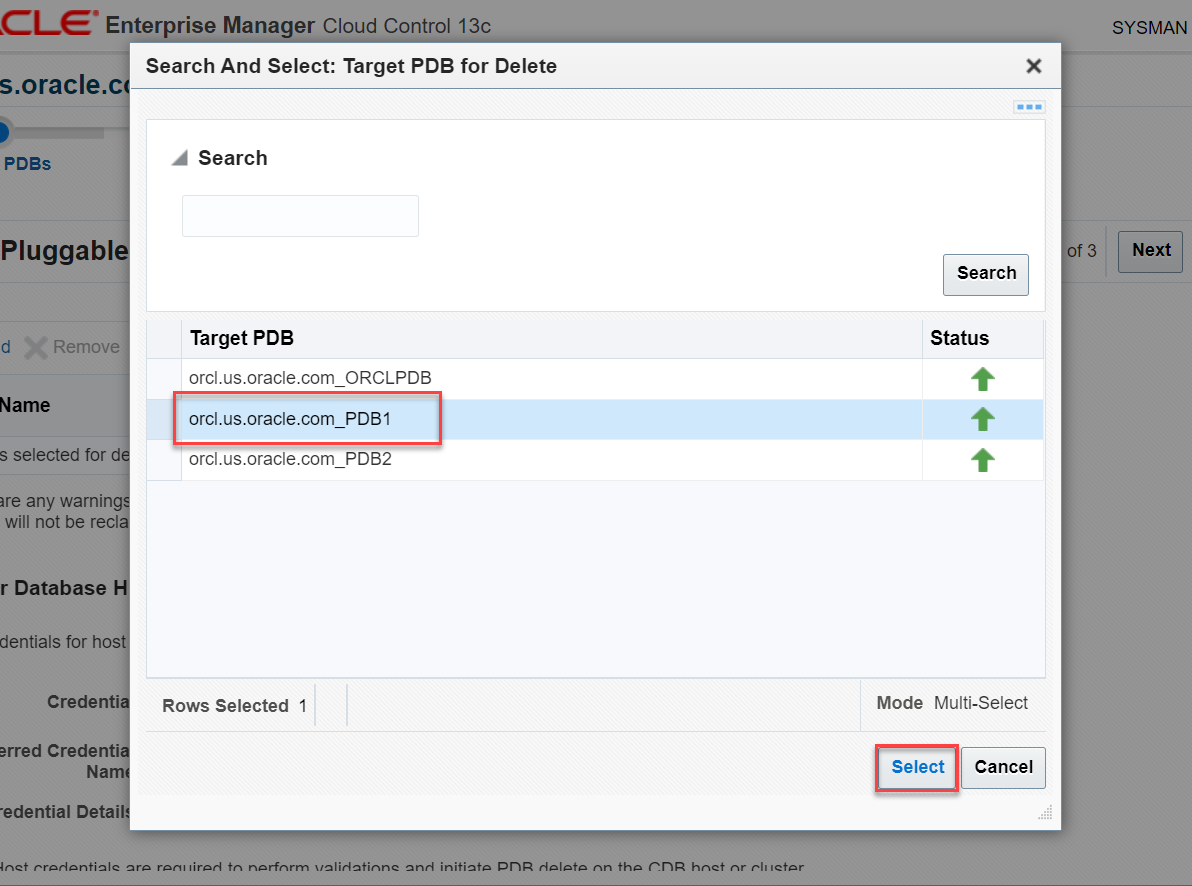 CLE® Enterprise Manager Cloud Control 13c
SYSMAN
s.oracle.co
PDBs
Pluggable
of 3
Next
d Remove
Name
s selected for de
are any warnings
will not be recla
r Database H
dentials for host
Credentia
erred Credentia
Name
redential Details
Host credentials are required to perform validations and initiate PDB delete on the CDB host or cluster
Search And Select: Target PDB for Delete
Search
Search
Target PDB Status
orcl.us.oracle.com_ORCLPDB
orcl.us.oracle.com_PDB1
orcl.us.oracle.com_PDB2
Rows Selected 1
Mode Multi-Select
Select Cancel